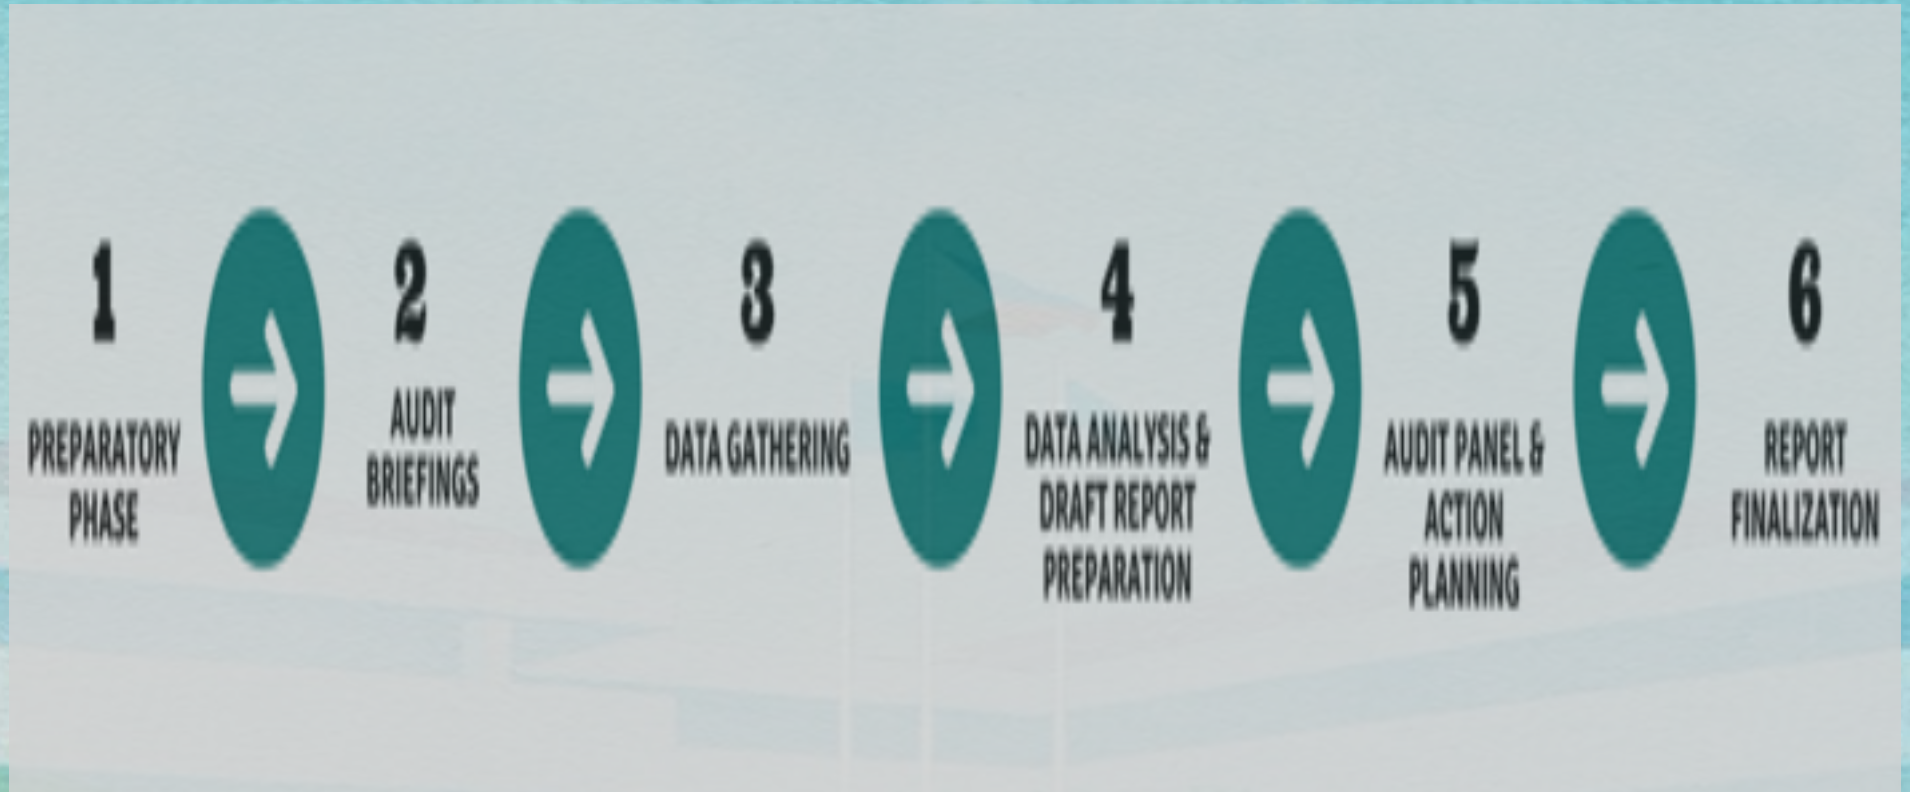 1
PREPARATORY
PHASE
2
AUDIT
BRIEFINGS
3
DATA GATHERING
4
DATA ANALYSIS &
DRAFT REPORT
PREPARATION
5
AUDIT PANEL &
ACTION
PLANNING
6
REPORT
FINALIZATION